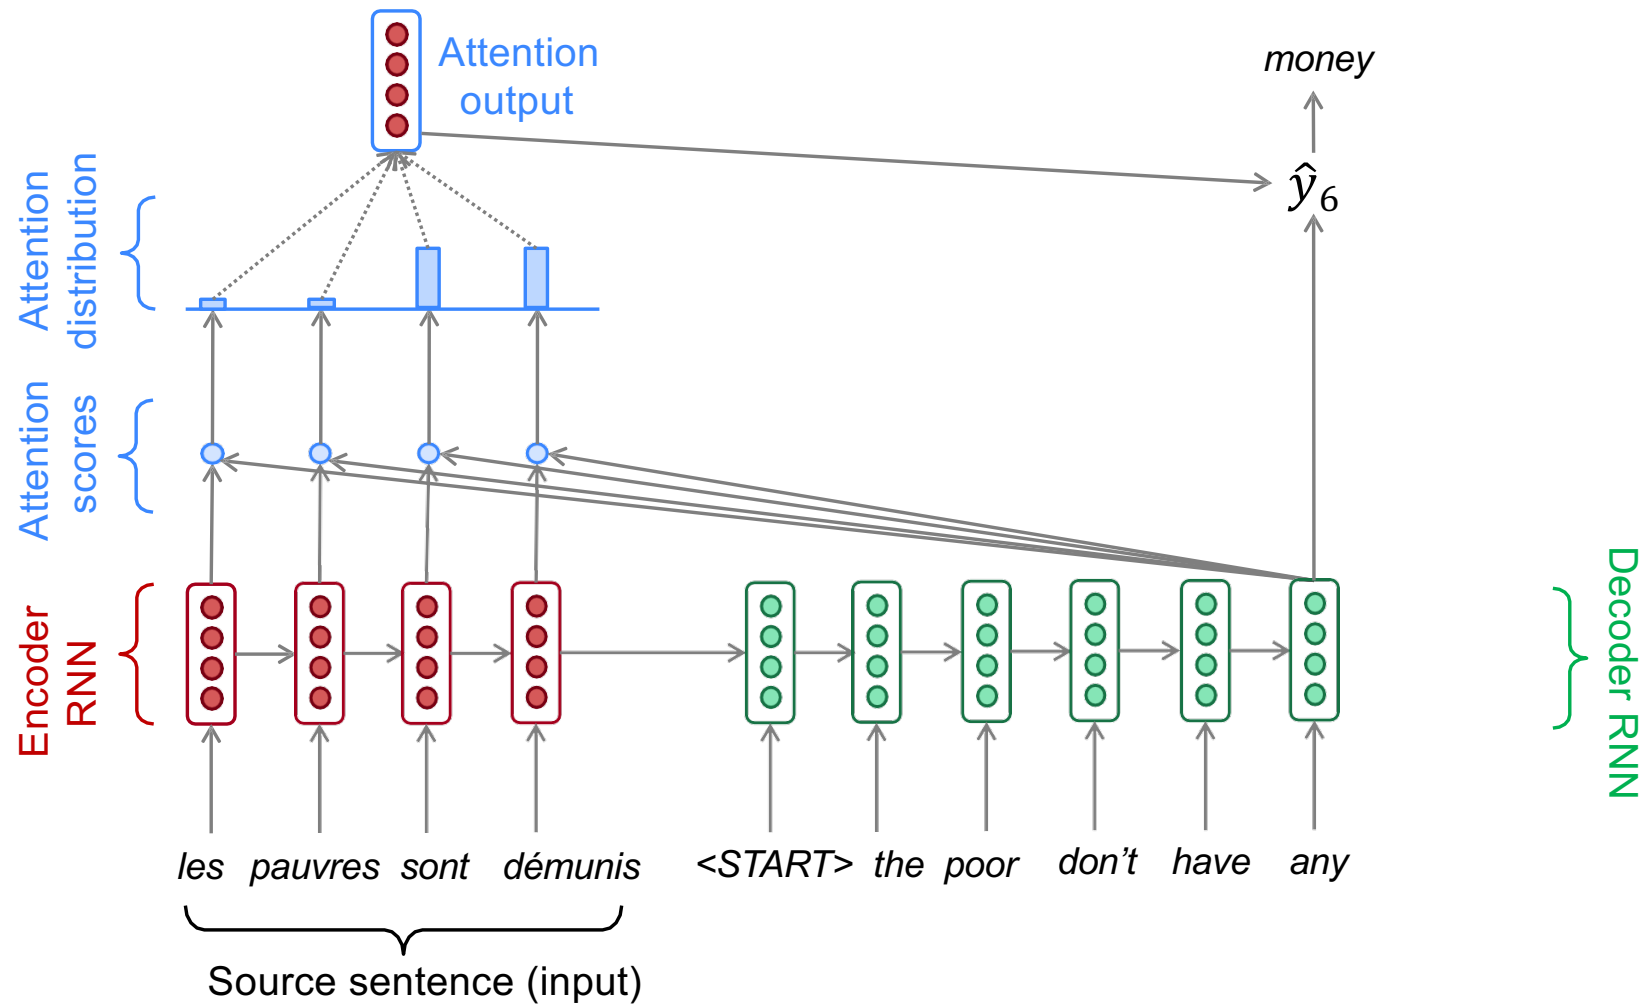 Attention
output
money
Attention
distribution
ŷ6
Attention
scores
Encoder
RNN
Decoder RNN
les pauvres sont démunis <START> the poor don't have any
Source sentence (input)